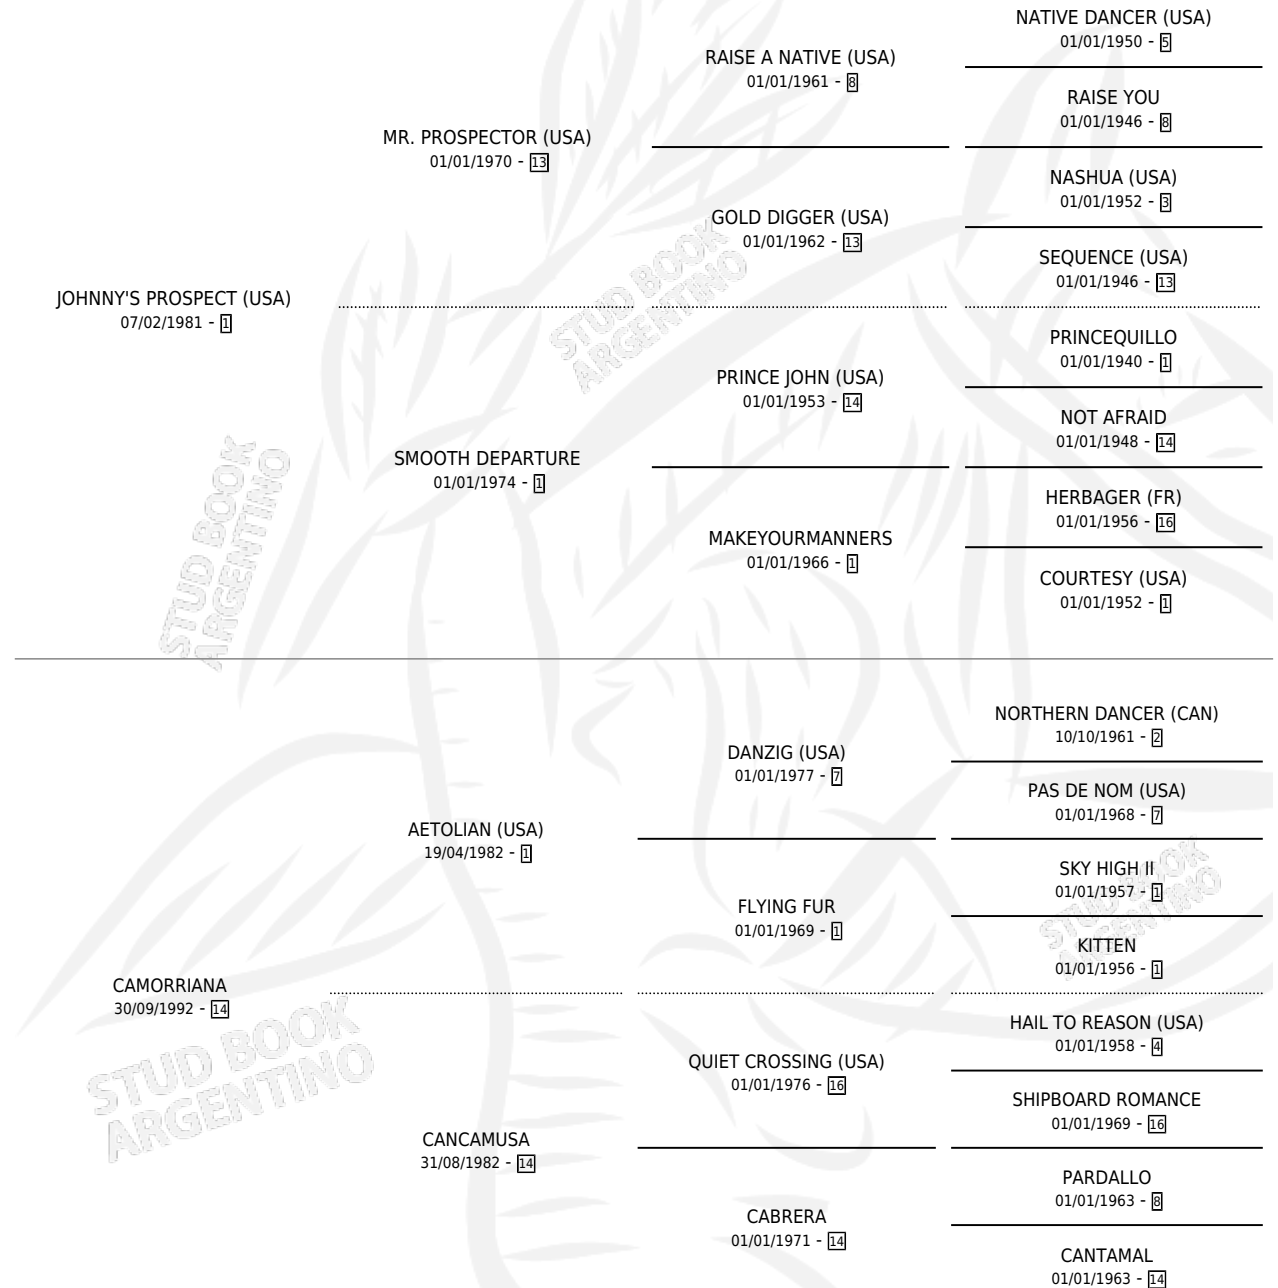 NATIVE DANCER (USA)
01/01/1950 - 5
RAISE A NATIVE (USA)
01/01/1961 - 8
RAISE YOU
01/01/1946 - 8
MR. PROSPECTOR (USA)
01/01/1970 - 13
NASHUA (USA)
01/01/1952 - 3
GOLD DIGGER (USA)
01/01/1962 - 13
SEQUENCE (USA)
01/01/1946 - 13
JOHNNY'S PROSPECT (USA)
07/02/1981 - 1
STUD BOOK
ARGENTINO
PRINCEQUILLO
01/01/1940 - 1
PRINCE JOHN (USA)
01/01/1953 - 14
NOT AFRAID
01/01/1948 - 14
SMOOTH DEPARTURE
01/01/1974 - 1
HERBAGER (FR)
01/01/1956 - 16
MAKEYOURMANNERS
01/01/1966 - 1
COURTESY (USA)
01/01/1952 - 1
STUD BOOK
ARGENTINO
NORTHERN DANCER (CAN)
10/10/1961 - 2
DANZIG (USA)
01/01/1977 - 7
PAS DE NOM (USA)
01/01/1968 - 7
AETOLIAN (USA)
19/04/1982 - 1
SKY HIGH II
01/01/1957 - 1
FLYING FUR
01/01/1969 - 1
STUD BOOK
ARGENTINO
KITTEN
01/01/1956 - 1
CAMORRIANA
30/09/1992 - 14
STUD BOOK
ARGENTINO
HAIL TO REASON (USA)
01/01/1958 - 4
QUIET CROSSING (USA)
01/01/1976 - 16
SHIPBOARD ROMANCE
01/01/1969 - 16
CANCAMUSA
31/08/1982 - 14
PARDALLO
01/01/1963 - 8
CABRERA
01/01/1971 - 14
CANTAMAL
01/01/1963 - 14